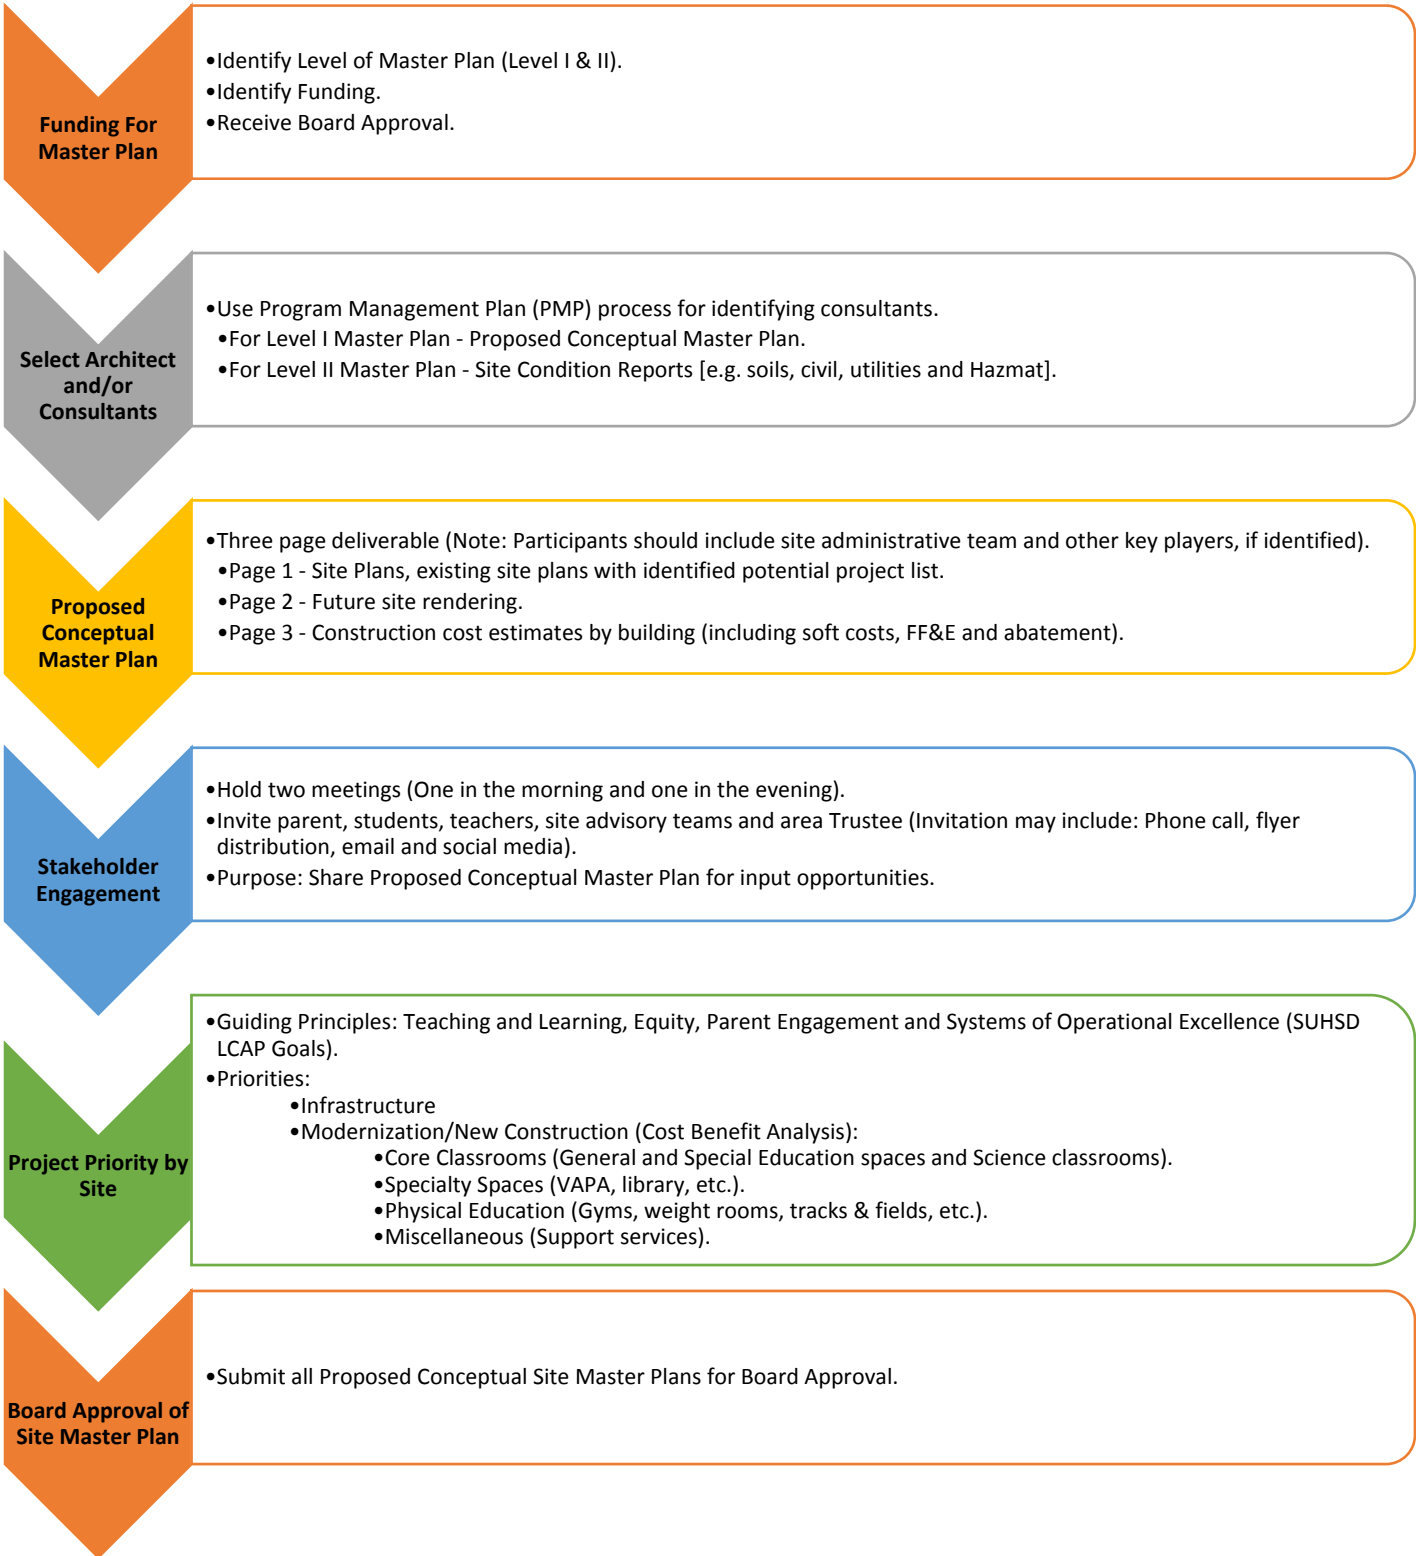 Funding For
Master Plan
•Identify Level of Master Plan (Level I & II).
•Identify Funding.
•Receive Board Approval.
Select Architect
and/or
Consultants
•Use Program Management Plan (PMP) process for identifying consultants.
•For Level I Master Plan - Proposed Conceptual Master Plan.
•For Level II Master Plan - Site Condition Reports [e.g. soils, civil, utilities and Hazmat].
Proposed
Conceptual
Master Plan
•Three page deliverable (Note: Participants should include site administrative team and other key players, if identified).
•Page 1 - Site Plans, existing site plans with identified potential project list.
•Page 2 - Future site rendering.
•Page 3 - Construction cost estimates by building (including soft costs, FF&E and abatement).
Stakeholder
Engagement
•Hold two meetings (One in the morning and one in the evening).
•Invite parent, students, teachers, site advisory teams and area Trustee (Invitation may include: Phone call, flyer
distribution, email and social media).
•Purpose: Share Proposed Conceptual Master Plan for input opportunities.
Project Priority by
Site
•Guiding Principles: Teaching and Learning, Equity, Parent Engagement and Systems of Operational Excellence (SUHSD
LCAP Goals).
•Priorities:
•Infrastructure
•Modernization/New Construction (Cost Benefit Analysis):
•Core Classrooms (General and Special Education spaces and Science classrooms).
•Specialty Spaces (VAPA, library, etc.).
•Physical Education (Gyms, weight rooms, tracks & fields, etc.).
•Miscellaneous (Support services).
Board Approval of
Site Master Plan
•Submit all Proposed Conceptual Site Master Plans for Board Approval.